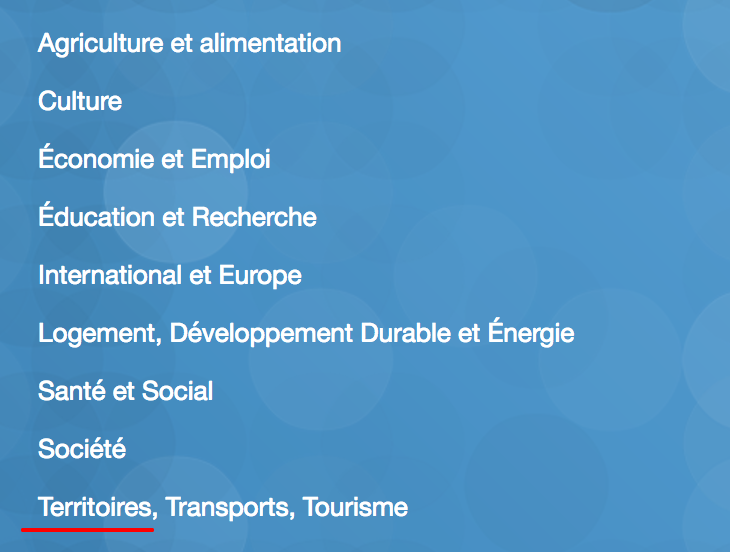 Agriculture et alimentation
Culture
Économie et Emploi
Éducation et Recherche
International et Europe
Logement, Développement Durable et Énergie
Santé et Social
Société
Territoires, Transports, Tourisme